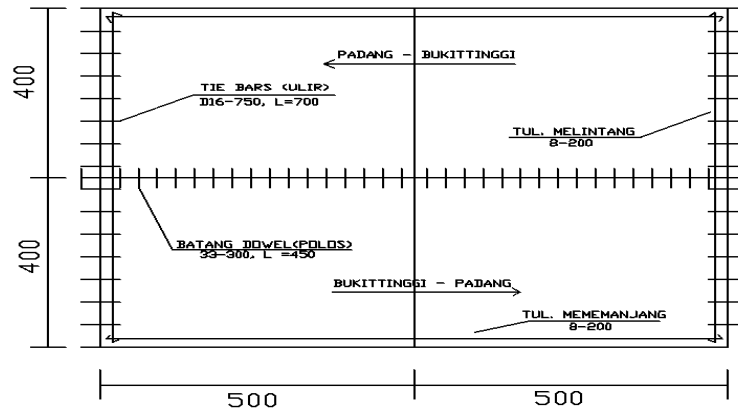 PADANG - BUKITTINGGI
400
TIE BARS (ULIR)
D16-750, L=700
TUL. MELINTANG
8-200
400
BATANG DOWEL(POLOS)
33-300, L =450
BUKITTINGGI - PADANG
TUL. MEMEMANJANG
8-200
500
500